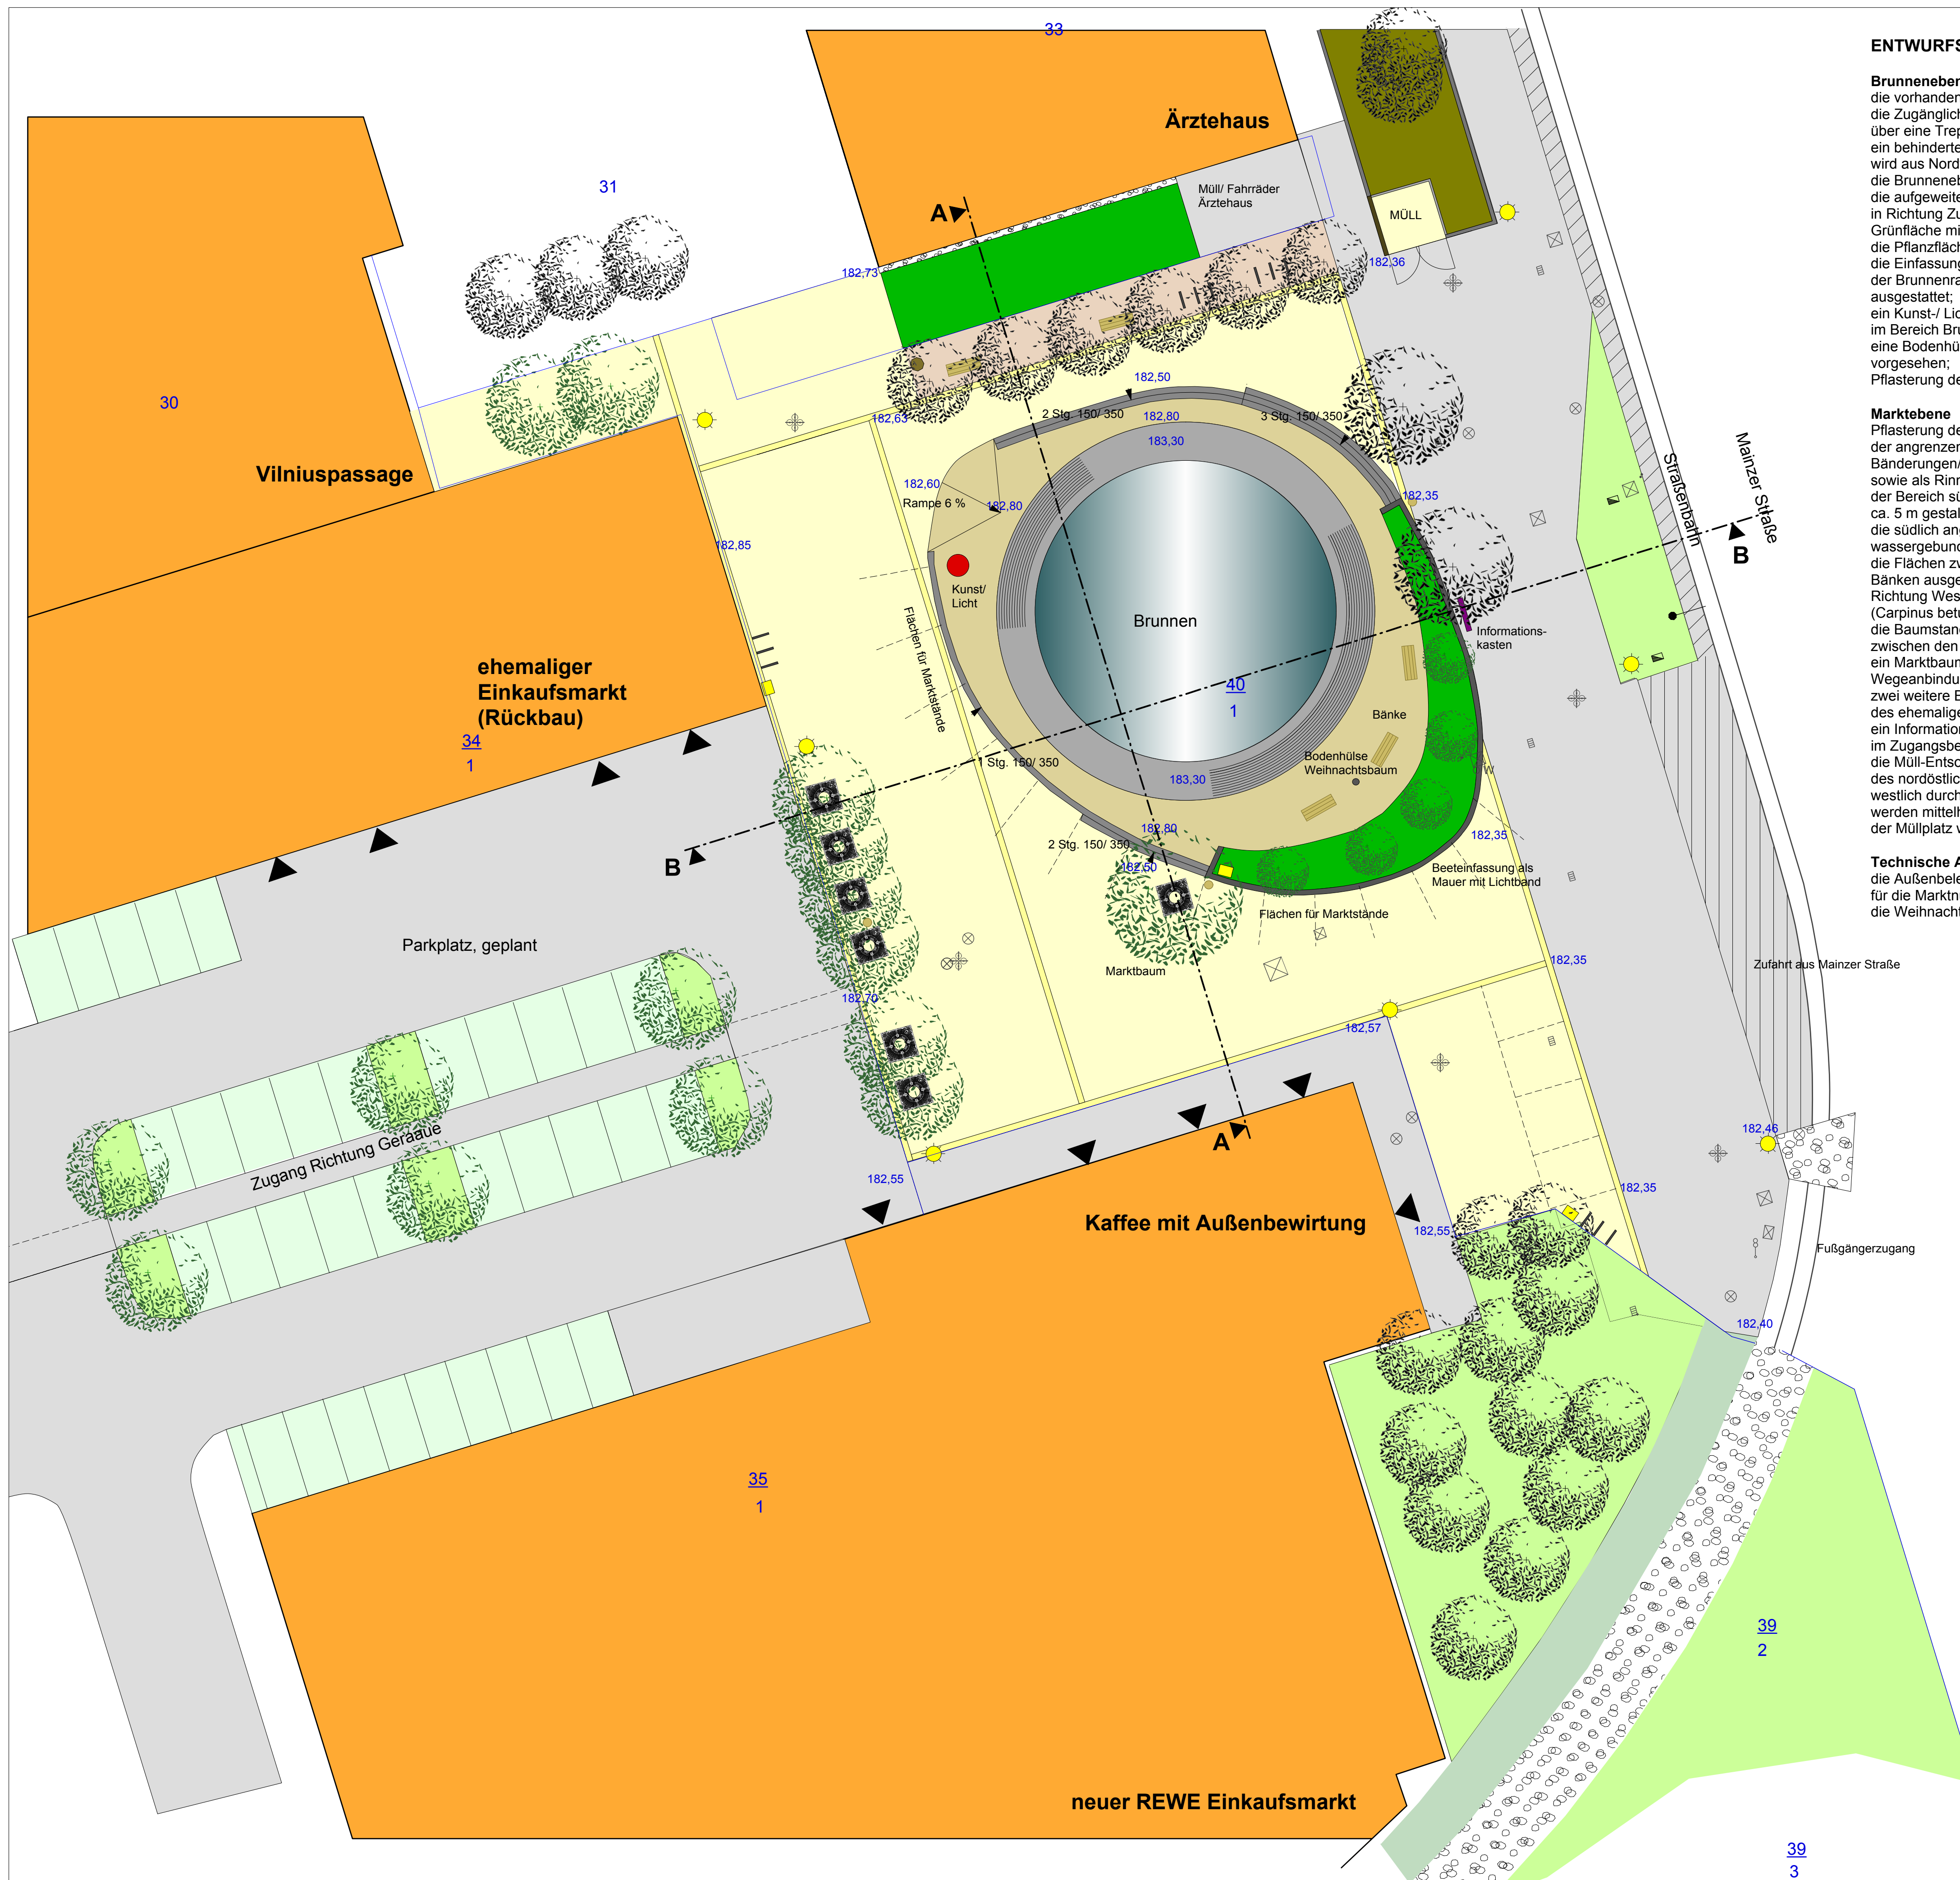 33
ENTWURFS
Ärztehaus
31
Müll/ Fahrräder
Ärztehaus
MÜLL
A
182,73
182,36
30
Vilniuspassage
182,50
182,63
2 Stg. 150/ 350
182,80
3 Stg. 150/ 350
183,30
182,60
Rampe 6 %
182,80
182,35
182,85
Kunst/
Licht
Flächen für Marktstände
Brunnen
Informations-
kasten
Straßenbahn
Mainzer Straße
B
40
1
Bänke
ehemaliger
Einkaufsmarkt
(Rückbau)
34
1
1 Stg. 150/ 350
Bodenhülse
Weihnachtsbaum
183,30
W
182,80
182,35
2 Stg. 150/ 350
182,50
B
Beeteinfassung als
Mauer mit Lichtband
Flächen für Marktstände
Marktbaum
Parkplatz, geplant
182,35
182,70
182,57
Zufahrt aus Mainzer Straße
Zugang Richtung Geraaue
A
182,46
182,55
182,35
Kaffee mit Außenbewirtung
182,55
Fußgängerzugang
182,40
35
1
39
2
neuer REWE Einkaufsmarkt
39
3
Brunneneben
die vorhanden
die Zugänglich
über eine Trep
ein behinderte
wird aus Nord
die Brunneneb
die aufgeweite
in Richtung Zu
Grünfläche mi
die Pflanzfläch
die Einfassung
der Brunnenra
ausgestattet;
ein Kunst-/ Lic
im Bereich Bru
eine Bodenhü
vorgesehen;
Pflasterung de
Marktebene
Pflasterung de
der angrenzen
Bänderungen/
sowie als Rinn
der Bereich sü
ca. 5 m gestal
die südlich ang
wassergebund
die Flächen zw
Bänken ausge
Richtung West
(Carpinus betu
die Baumstand
zwischen den
ein Marktbaum
Wegeanbindu
zwei weitere B
des ehemalige
ein Information
im Zugangsbe
die Müll-Entso
des nordöstlic
westlich durch
werden mittelh
der Müllplatz w
Technische A
die Außenbele
für die Marktnu
die Weihnacht